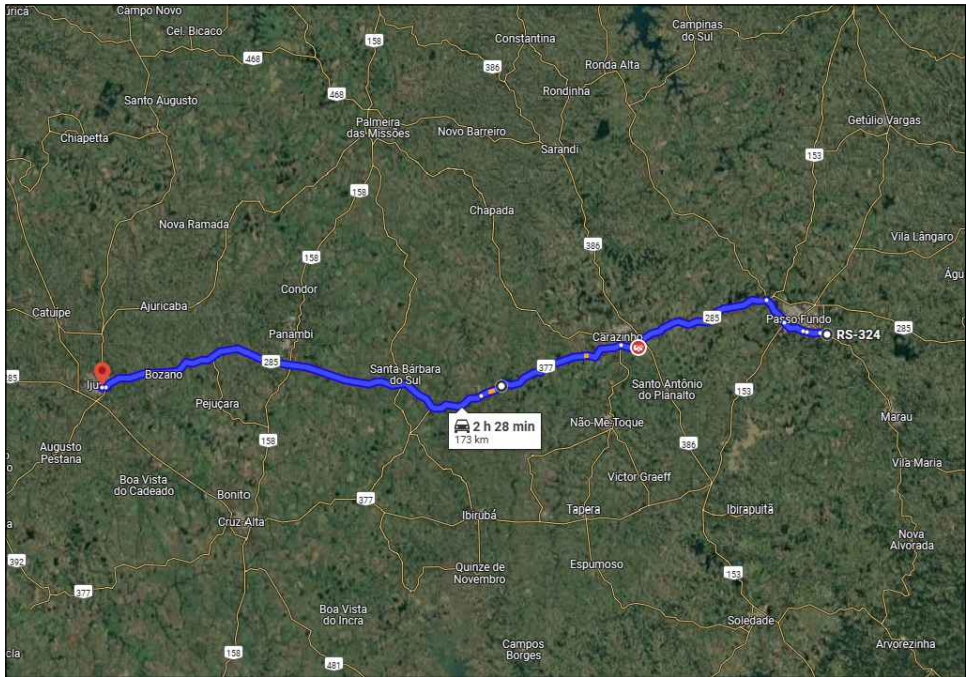 Campo Novo
Cel. Bicaco
158
Constantina
Campinas
do Sul
468
386
Ronda Alta
468
Santo Augusto
Rondinha
Palmeira
das Missões
Novo Barreiro
Getúlio Vargas
Chiapetta
Sarandi
153
158
Nova Ramada
Chapada
386
Vila Lângaro
158
Condor
Catuípe
Ajuricaba
Panambi
285
Passo Fundo
285
RS-324
Carazinho
285
377
285
Bozano
Santa Bárbara
do Sul
Santo Antônio
do Planalto
153
Pejuçara
2 h 28 min
173 km
Não-Me-Toque
Marau
158
386
Augusto
Pestana
Vila Maria
Boa Vista
do Cadeado
Bonito
377
Victor Graeff
Cruz Alta
Ibirubá
Tapera
Ibirapuitã
Nova
Alvorada
392
377
Quinze de
Novembro
Espumoso
153
Boa Vista
do Incra
Soledade
158
481
Campos
Borges
Arvorezinha